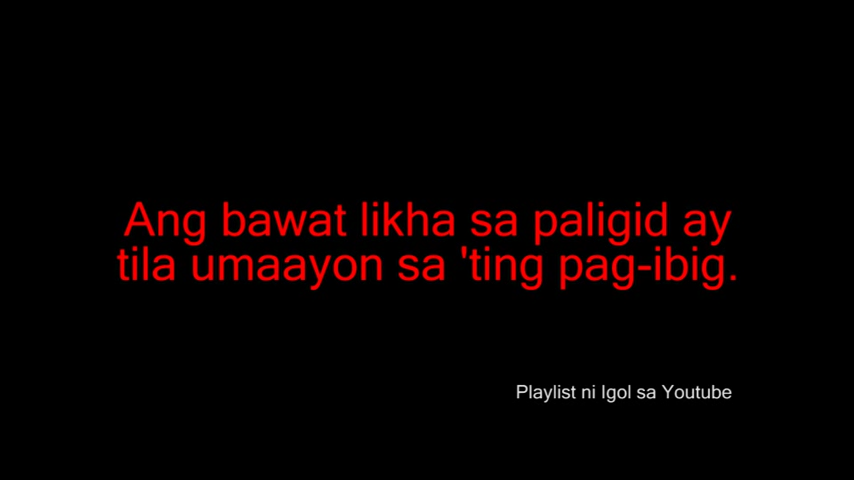 Ang bawat likha sa paligid ay
tila umaayon sa 'ting pag-ibig.
Playlist ni Igol sa Youtube